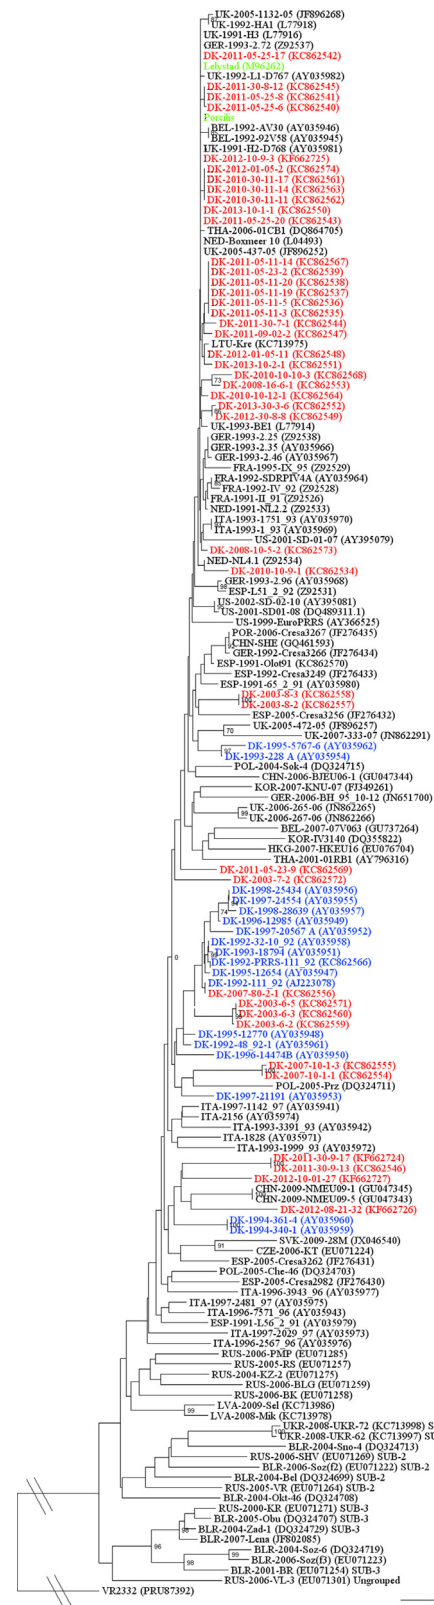 UK-2005-1132-05 (JF896268)
UK-1992-HA1 (L77918)
UK-1991-H3 (L77916)
GER-1993-2.72 (Z92537)
DK-2011-05-25-17 (KC862542)
Lelystad (M96262)
UK-1992-L1-D767 (AY035982)
DK-2011-30-8-12 (KC862545)
DK-2011-05-25-8 (KC862541)
DK-2011-05-25-6 (KC862540)
Porcilis
BEL-1992-AV30 (AY035946)
BEL-1992-92V58 (AY035945)
UK-1991-H2-D768 (AY035981)
DK-2012-10-9-3 (KF662725)
DK-2012-01-05-2 (KC862574)
DK-2010-30-11-17 (KC862561)
DK-2010-30-11-14 (KC862563)
DK-2010-30-11-11 (KC862562)
DK-2013-10-1-1 (KC862550)
DK-2011-05-25-20 (KC862543)
THA-2006-01CB1 (DQ864705)
NED-Boxmeer 10 (L04493)
UK-2005-437-05 (JF896252)
DK-2011-05-11-14 (KC862567)
DK-2011-05-23-2 (KC862539)
DK-2011-05-11-20 (KC862538)
DK-2011-05-11-19 (KC862537)
DK-2011-05-11-5 (KC862536)
DK-2011-05-11-3 (KC862535)
DK-2011-30-7-1 (KC862544)
DK-2011-09-02-2 (KC862547)
LTU-Kre (KC713975)
DK-2012-01-05-11 (KC862548)
DK-2013-10-2-1 (KC862551)
DK-2010-10-10-3 (KC862568)
73
DK-2008-16-6-1 (KC862553)
DK-2010-10-12-1 (KC862564)
DK-2013-30-3-6 (KC862552)
DK-2012-30-8-8 (KC862549)
UK-1993-BE1 (L77914)
GER-1993-2.25 (Z92538)
GER-1993-2.35 (AY035966)
GER-1993-2.46 (AY035967)
FRA-1995-IX_95 (Z92529)
FRA-1992-SDRPIV4A (AY035964)
FRA-1992-IV_92 (Z92528)
FRA-1991-II_91 (Z92526)
NED-1991-NL2.2 (Z92533)
ITA-1993-1751_93 (AY035970)
ITA-1993-1_93 (AY035969)
US-2001-SD-01-07 (AY395079)
DK-2008-10-5-2 (KC862573)
NED-NL4.1 (Z92534)
DK-2010-10-9-1 (KC862534)
GER-1993-2.96 (AY035968)
ESP-L51_2_92 (Z92531)
US-2002-SD-02-10 (AY395081)
US-2001-SD01-08 (DQ489311.1)
US-1999-EuroPRRS (AY366525)
POR-2006-Cresa3267 (JF276435)
CHN-SHE (GQ461593)
GER-1992-Cresa3266 (JF276434)
ESP-1991-Olot91 (KC862570)
ESP-1992-Cresa3249 (JF276433)
ESP-1991-65_2_91 (AY035980)
DK-2003-8-3 (KC862558)
100
DK-2003-8-2 (KC862557)
ESP-2005-Cresa3256 (JF276432)
UK-2005-472-05 (JF896257)
70
UK-2007-333-07 (JN862291)
DK-1995-5767-6 (AY035962)
97
DK-1993-228_A (AY035954)
POL-2004-Sok-4 (DQ324715)
CHN-2006-BJEU06-1 (GU047344)
KOR-2007-KNU-07 (FJ349261)
GER-2006-BH_95_10-12 (JN651700)
UK-2006-265-06 (JN862265)
99
UK-2006-267-06 (JN862266)
BEL-2007-07V063 (GU737264)
KOR-IV3140 (DQ355822)
HKG-2007-HKEU16 (EU076704)
THA-2001-01RB1 (AY796316)
DK-2011-05-23-9 (KC862569)
DK-2003-7-2 (KC862572)
DK-1998-25434 (AY035956)
DK-1997-24554 (AY035955)
74
DK-1998-28639 (AY035957)
DK-1996-12985 (AY035949)
DK-1997-20567 A (AY035952)
DK-1992-32-10_92 (AY035958)
DK-1993-18794 (AY035951)
DK-1992-PRRS-111_92 (KC862566)
DK-1995-12654 (AY035947)
0
DK-1992-111_92 (AJ223078)
DK-2007-80-2-1 (KC862556)
DK-2003-6-5 (KC862571)
DK-2003-6-3 (KC862560)
DK-2003-6-2 (KC862559)
DK-1995-12770 (AY035948)
DK-1992-48_92-1 (AY035961)
DK-1996-14474B (AY035950)
DK-2007-10-1-3 (KC862555)
100
DK-2007-10-1-1 (KC862554)
POL-2005-Prz (DQ324711)
DK-1997-21191 (AY035953)
ITA-1997-1142_97 (AY035941)
ITA-2156 (AY035974)
ITA-1993-3391_93 (AY035942)
ITA-1828 (AY035971)
ITA-1993-1999_93 (AY035972)
DK-2011-30-9-17 (KF662724)
100
DK-2011-30-9-13 (KC862546)
DK-2012-10-01-27 (KF662727)
CHN-2009-NMEU09-1 (GU047345)
CHN-2009-NMEU09-5 (GU047343)
DK-2012-08-21-32 (KF662726)
DK-1994-361-4 (AY035960)
100
DK-1994-340-1 (AY035959)
SVK-2009-28M (JX046540)
91
CZE-2006-KT (EU071224)
ESP-2005-Cresa3262 (JF276431)
POL-2005-Che-46 (DQ324703)
ESP-2005-Cresa2982 (JF276430)
ITA-1996-3943_96 (AY035977)
ITA-1997-2481_97 (AY035975)
ITA-1996-7571_96 (AY035943)
ESP-1991-L56_2_91 (AY035979)
ITA-1997-2029_97 (AY035973)
ITA-1996-2567_96 (AY035976)
RUS-2006-PMP (EU071285)
RUS-2005-RS (EU071257)
RUS-2004-KZ-2 (EU071275)
RUS-2006-BLG (EU071259)
RUS-2006-BK (EU071258)
LVA-2009-Sel (KC713986)
99
LVA-2008-Mik (KC713978)
UKR-2008-UKR-72 (KC713998) S
100
UKR-2008-UKR-62 (KC713997) SU
BLR-2004-Sno-4 (DQ324713)
RUS-2006-SHV (EU071269) SUB-2
BLR-2006-Soz(f2) (EU071222) SUB-2
BLR-2004-Bel (DQ324699) SUB-2
RUS-2005-VR (EU071264) SUB-2
BLR-2004-Okt-46 (DQ324708)
RUS-2000-KR (EU071271) SUB-3
BLR-2005-Obu (DQ324707) SUB-3
98
BLR-2004-Zad-1 (DQ324729) SUB-3
BLR-2007-Lena (JF802085)
96
BLR-2004-Soz-6 (DQ324719)
99
BLR-2006-Soz(f3) (EU071223)
98
BLR-2001-BR (EU071254) SUB-3
RUS-2006-VL-3 (EU071301) Ungrouped
VR2332 (PRU87392)